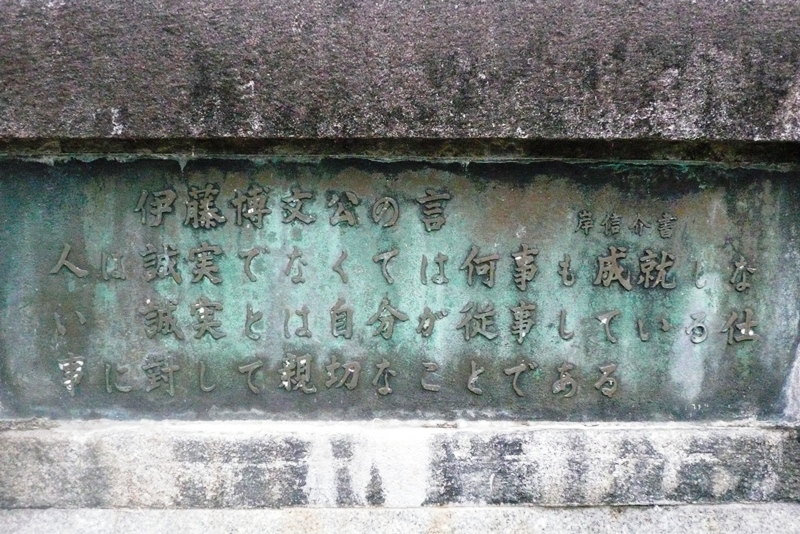 伊藤博文公の言
岸信介書
人は誠実でなくては何事も成就しな
い 誠実とは自分が従事している仕
事に対して親切なことである